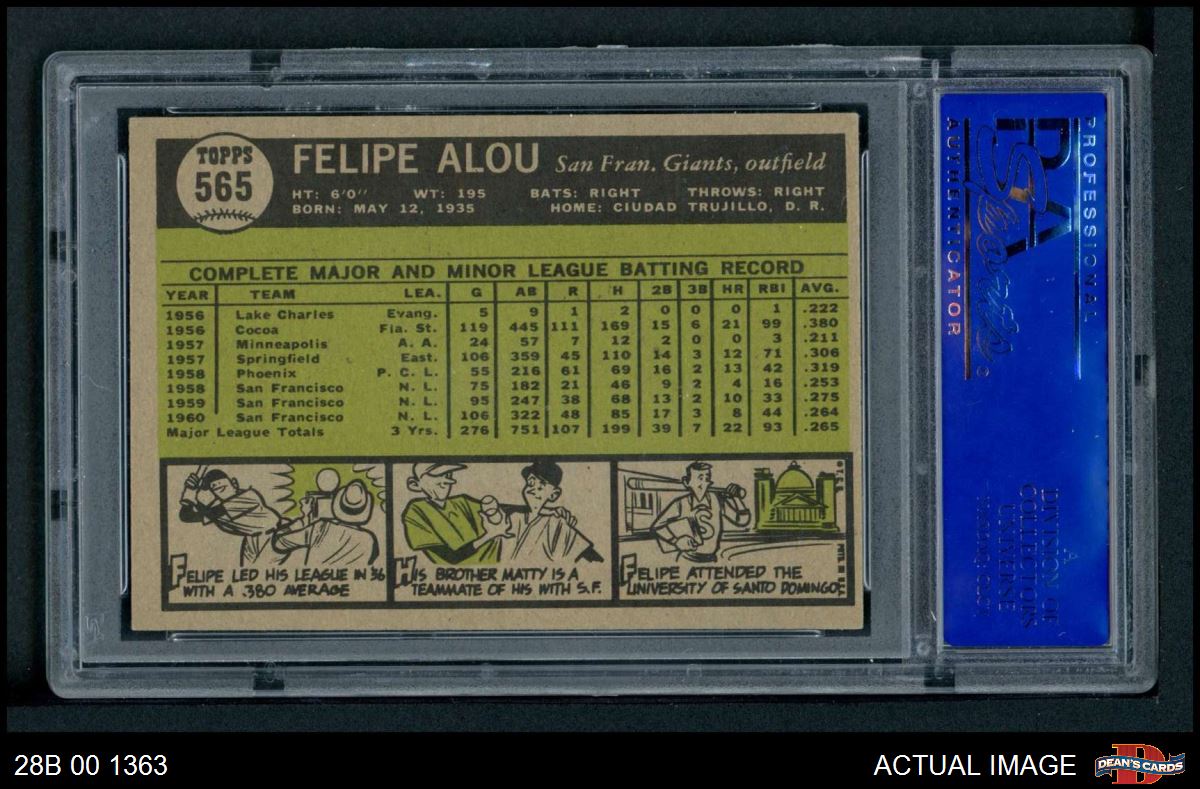 TOPPS
565
FELIPE ALOU San Fran. Giants, outfield
HT: 6'0" WT: 195 BATS: RIGHT THROWS: RIGHT
BORN: MAY 12, 1935 HOME: CIUDAD TRUJILLO, D. R.
COMPLETE MAJOR AND MINOR LEAGUE BATTING RECORD
YEAR TEAM LEA. G AB R H 2B 3B HR RBI AVG.
1956 Lake Charles Evang. 5 9 1 2 0 0 0 1 .222
1956 Cocoa Fla. St. 119 445 111 169 15 6 21 99 .380
1957 Minneapolis A. A. 24 57 7 12 2 0 0 3 .211
1957 Springfield East. 106 359 45 110 14 3 12 71 .306
1958 Phoenix P. C. L. 55 216 61 69 16 2 13 42 .319
1958 San Francisco N. L. 75 182 21 46 9 2 4 16 .253
1959 San Francisco N. L. 95 247 38 68 13 2 10 33 .275
1960 San Francisco N. L. 106 322 48 85 17 3 8 44 .264
Major League Totals 3 Yrs. 276 751 107 199 39 7 22 93 .265
FELIPE LED HIS LEAGUE IN '56
WITH A .380 AVERAGE
HIS BROTHER MATTY IS A
TEAMMATE OF HIS WITH S.F.
S
FELIPE ATTENDED THE
UNIVERSITY OF SANTO DOMINGO.
© T.C.G.
PTD. IN U.S.A.
PROFESSIONAL
PSA
Sports
AUTHENTICATOR
A
DIVISION OF
COLLECTORS
UNIVERSE
28B 00 1363
ACTUAL IMAGE
D
DEAN'S CARDS